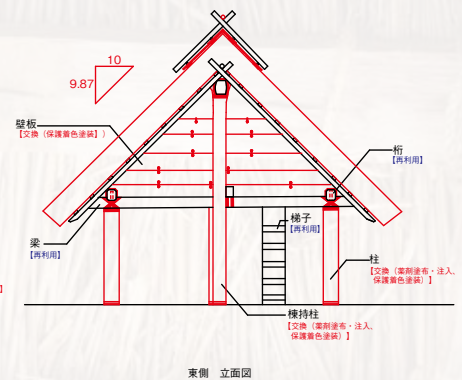 10
9.87
壁板
【交換(保護着色塗装)】
桁
【再利用】
梯子
【再利用】
梁
【再利用】
柱
【交換(薬剤塗布・注入、
保護着色塗装)】
】
棟持柱
【交換(薬剤塗布・注入、
保護着色塗装)】
東側 立面図